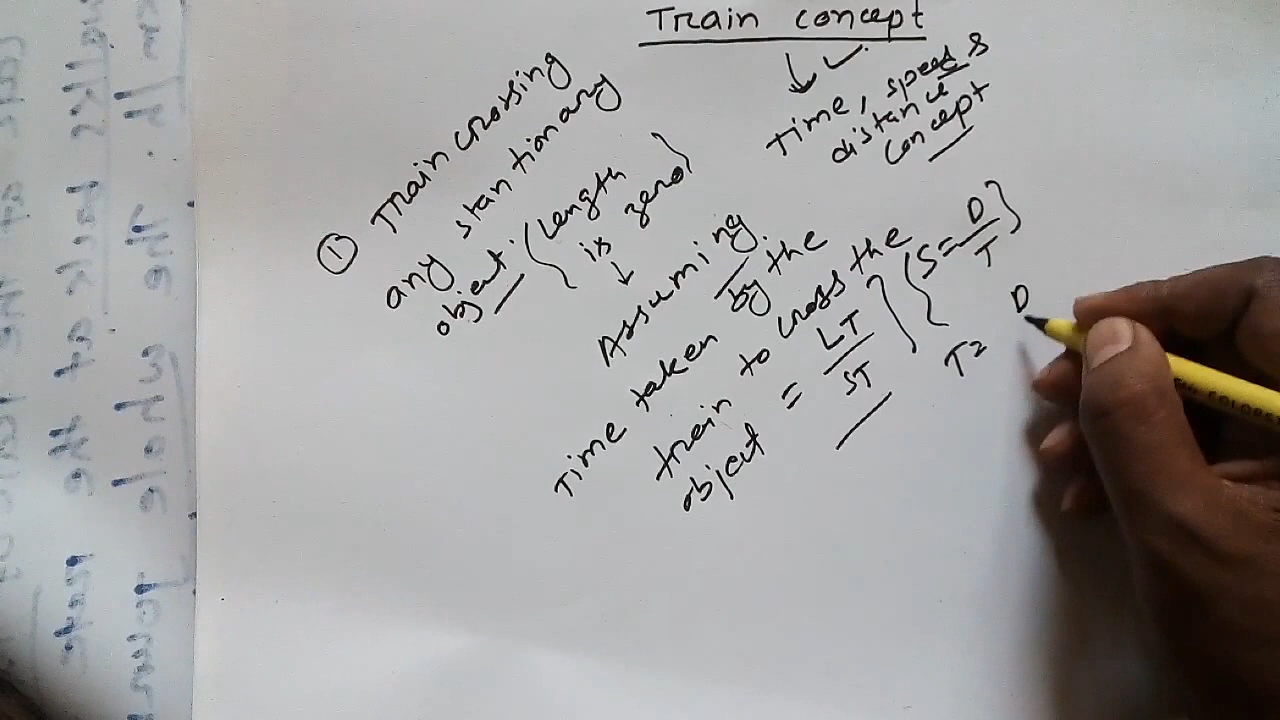 Train concept
Time, speed &
distance
concept
① Train crossing
any stantionary
object. (Length
is zero)
Assuming
Time taken by the
train to cross the
object = LT/ST
(S = D/T)
T = D